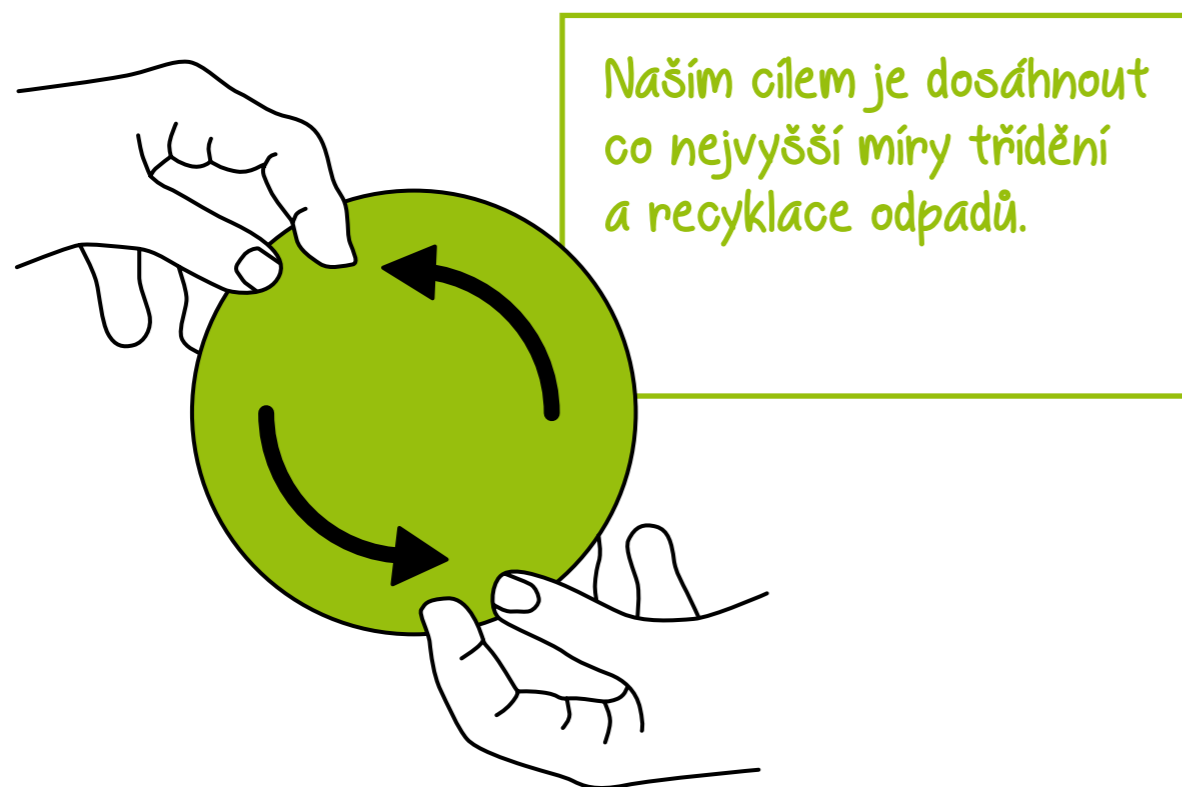 Naším cílem je dosáhnout
co nejvyšší míry třídění
a recyklace odpadů.